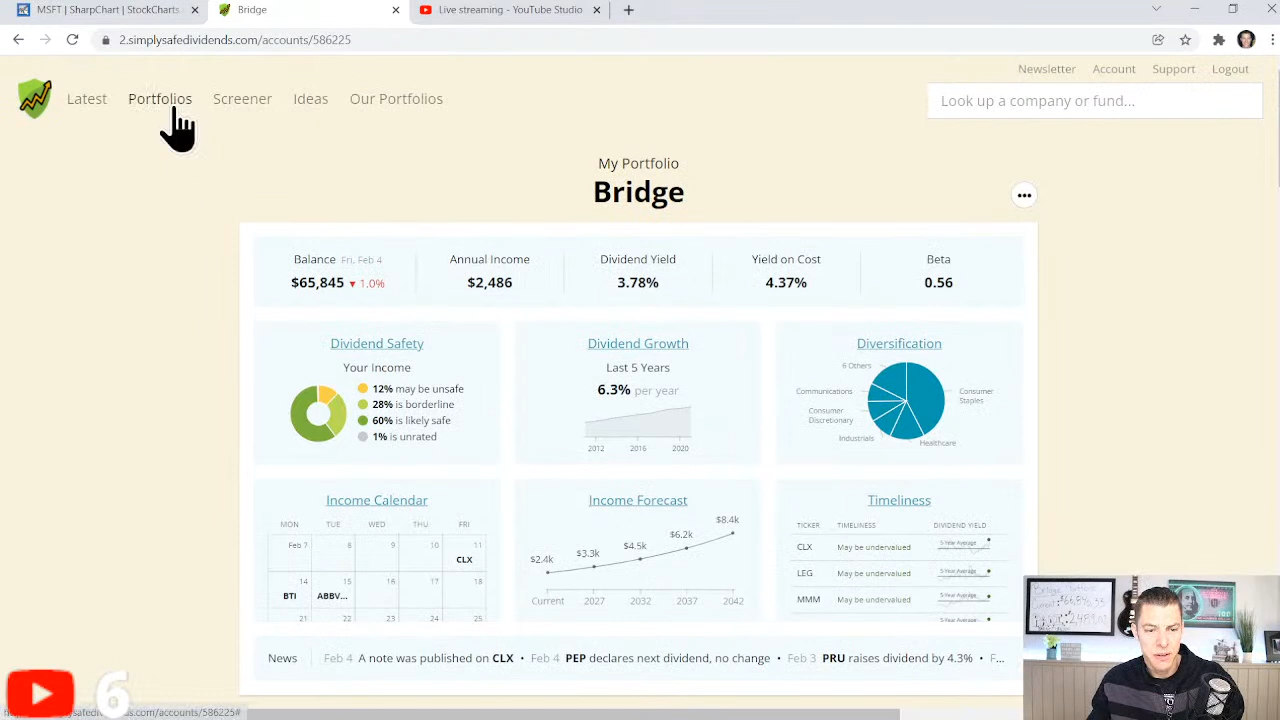 MSFT | SharpChart | StockCharts
Bridge
Live streaming - YouTube Studio
2.simplysafedividends.com/accounts/586225
Newsletter Account Support Logout
Latest Portfolios Screener Ideas Our Portfolios
Look up a company or fund...
My Portfolio
Bridge
Balance Fri, Feb 4
$65,845 ▼ 1.0%
Annual Income
$2,486
Dividend Yield
3.78%
Yield on Cost
4.37%
Beta
0.56
Dividend Safety
Your Income
12% may be unsafe
28% is borderline
60% is likely safe
1% is unrated
Dividend Growth
Last 5 Years
6.3% per year
2012 2016 2020
Diversification
6 Others
Communications
Consumer
Discretionary
Industrials
Healthcare
Consumer
Staples
Income Calendar
MON TUE WED THU FRI
Feb 7 8 9 10 11
CLX
14 15 16 17 18
BTI ABBV...
21 22 23 24 25
Income Forecast
$2.4k $3.3k $4.5k $6.2k $8.4k
Current 2027 2032 2037 2042
Timeliness
TICKER TIMELINESS DIVIDEND YIELD
CLX May be undervalued 5-Year Average
LEG May be undervalued 5-Year Average
MMM May be undervalued 5-Year Average
News Feb 4 A note was published on CLX • Feb 4 PEP declares next dividend, no change • Feb 3 PRU raises dividend by 4.3% • F...
6